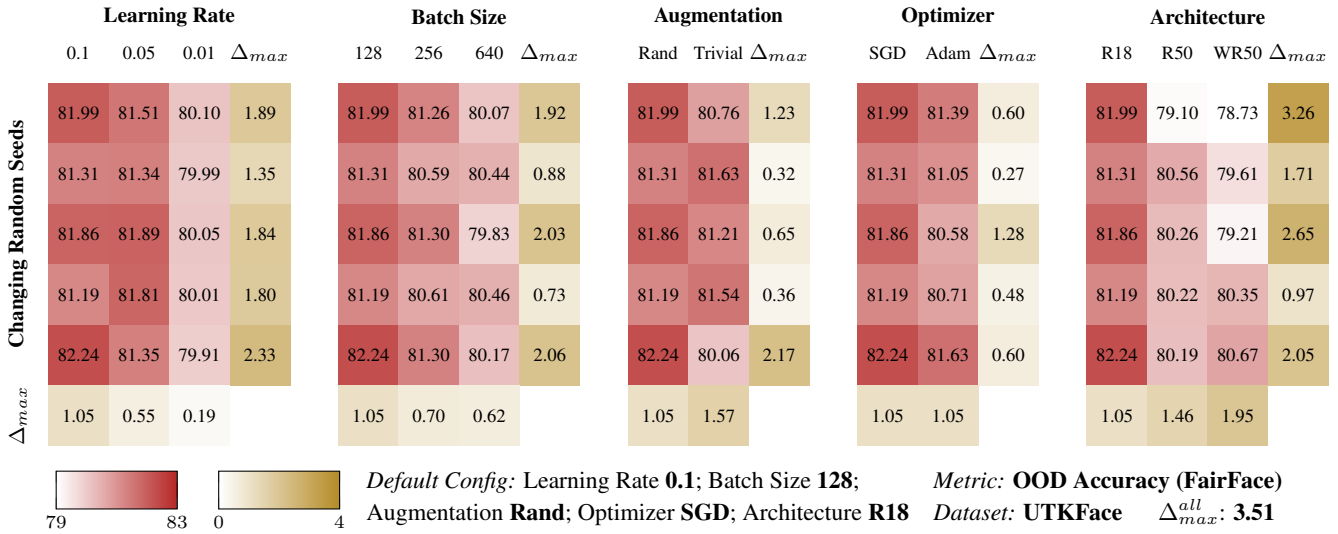 Learning Rate Batch Size Augmentation Optimizer Architecture
0.1 0.05 0.01 Δmax 128 256 640 Δmax Rand Trivial Δmax SGD Adam Δmax R18 R50 WR50 Δmax
81.99 81.51 80.10 1.89 81.99 81.26 80.07 1.92 81.99 80.76 1.23 81.99 81.39 0.60 81.99 79.10 78.73 3.26
81.31 81.34 79.99 1.35 81.31 80.59 80.44 0.88 81.31 81.63 0.32 81.31 81.05 0.27 81.31 80.56 79.61 1.71
81.86 81.89 80.05 1.84 81.86 81.30 79.83 2.03 81.86 81.21 0.65 81.86 80.58 1.28 81.86 80.26 79.21 2.65
81.19 81.81 80.01 1.80 81.19 80.61 80.46 0.73 81.19 81.54 0.36 81.19 80.71 0.48 81.19 80.22 80.35 0.97
82.24 81.35 79.91 2.33 82.24 81.30 80.17 2.06 82.24 80.06 2.17 82.24 81.63 0.60 82.24 80.19 80.67 2.05
1.05 0.55 0.19 1.05 0.70 0.62 1.05 1.57 1.05 1.05 1.05 1.46 1.95
Changing Random Seeds
Δmax
79 83 0 4
Default Config: Learning Rate 0.1; Batch Size 128;
Augmentation Rand; Optimizer SGD; Architecture R18
Metric: OOD Accuracy (FairFace)
Dataset: UTKFace Δ^all_max: 3.51